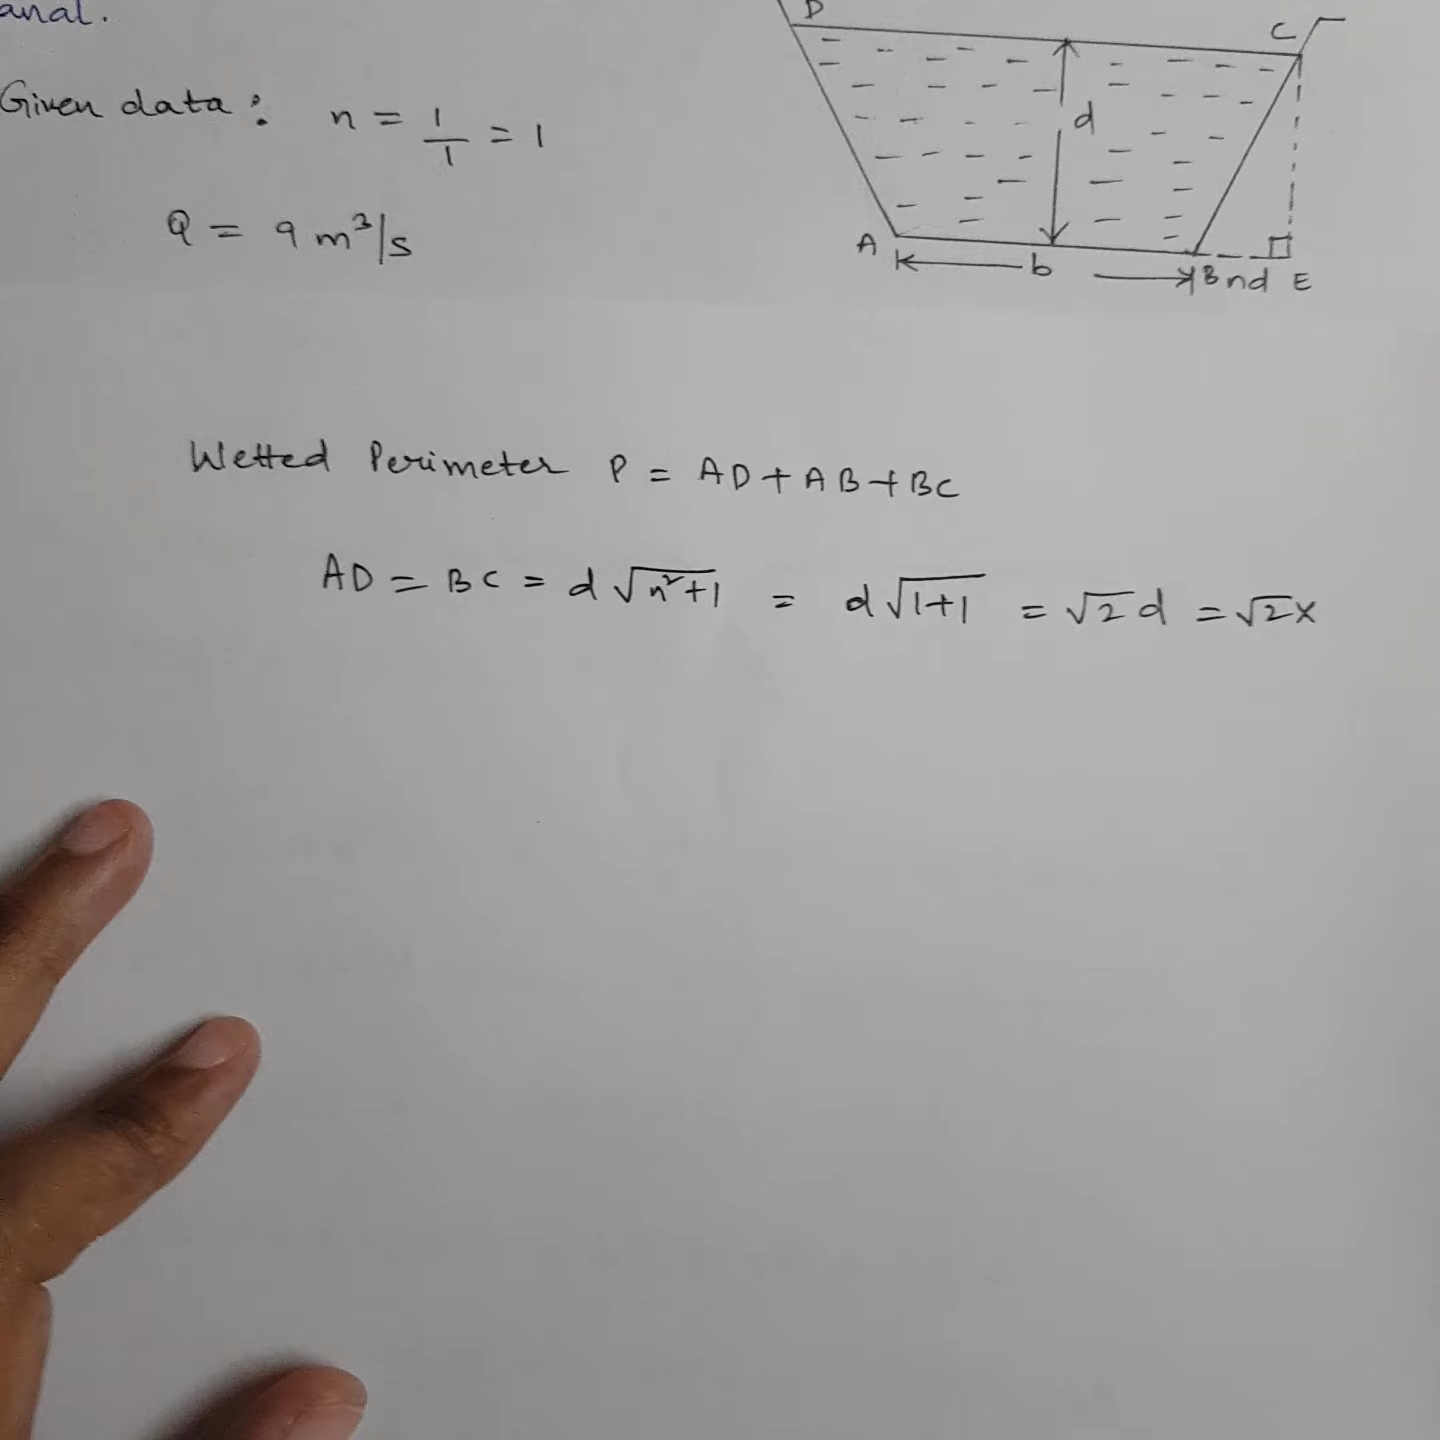 anal.
Given data : n = 1/1 = 1
Q = 9 m³/s
D C
d
A b B nd E
Wetted Perimeter P = AD + AB + BC
AD = BC = d √n²+1 = d √1+1 = √2 d = √2 x